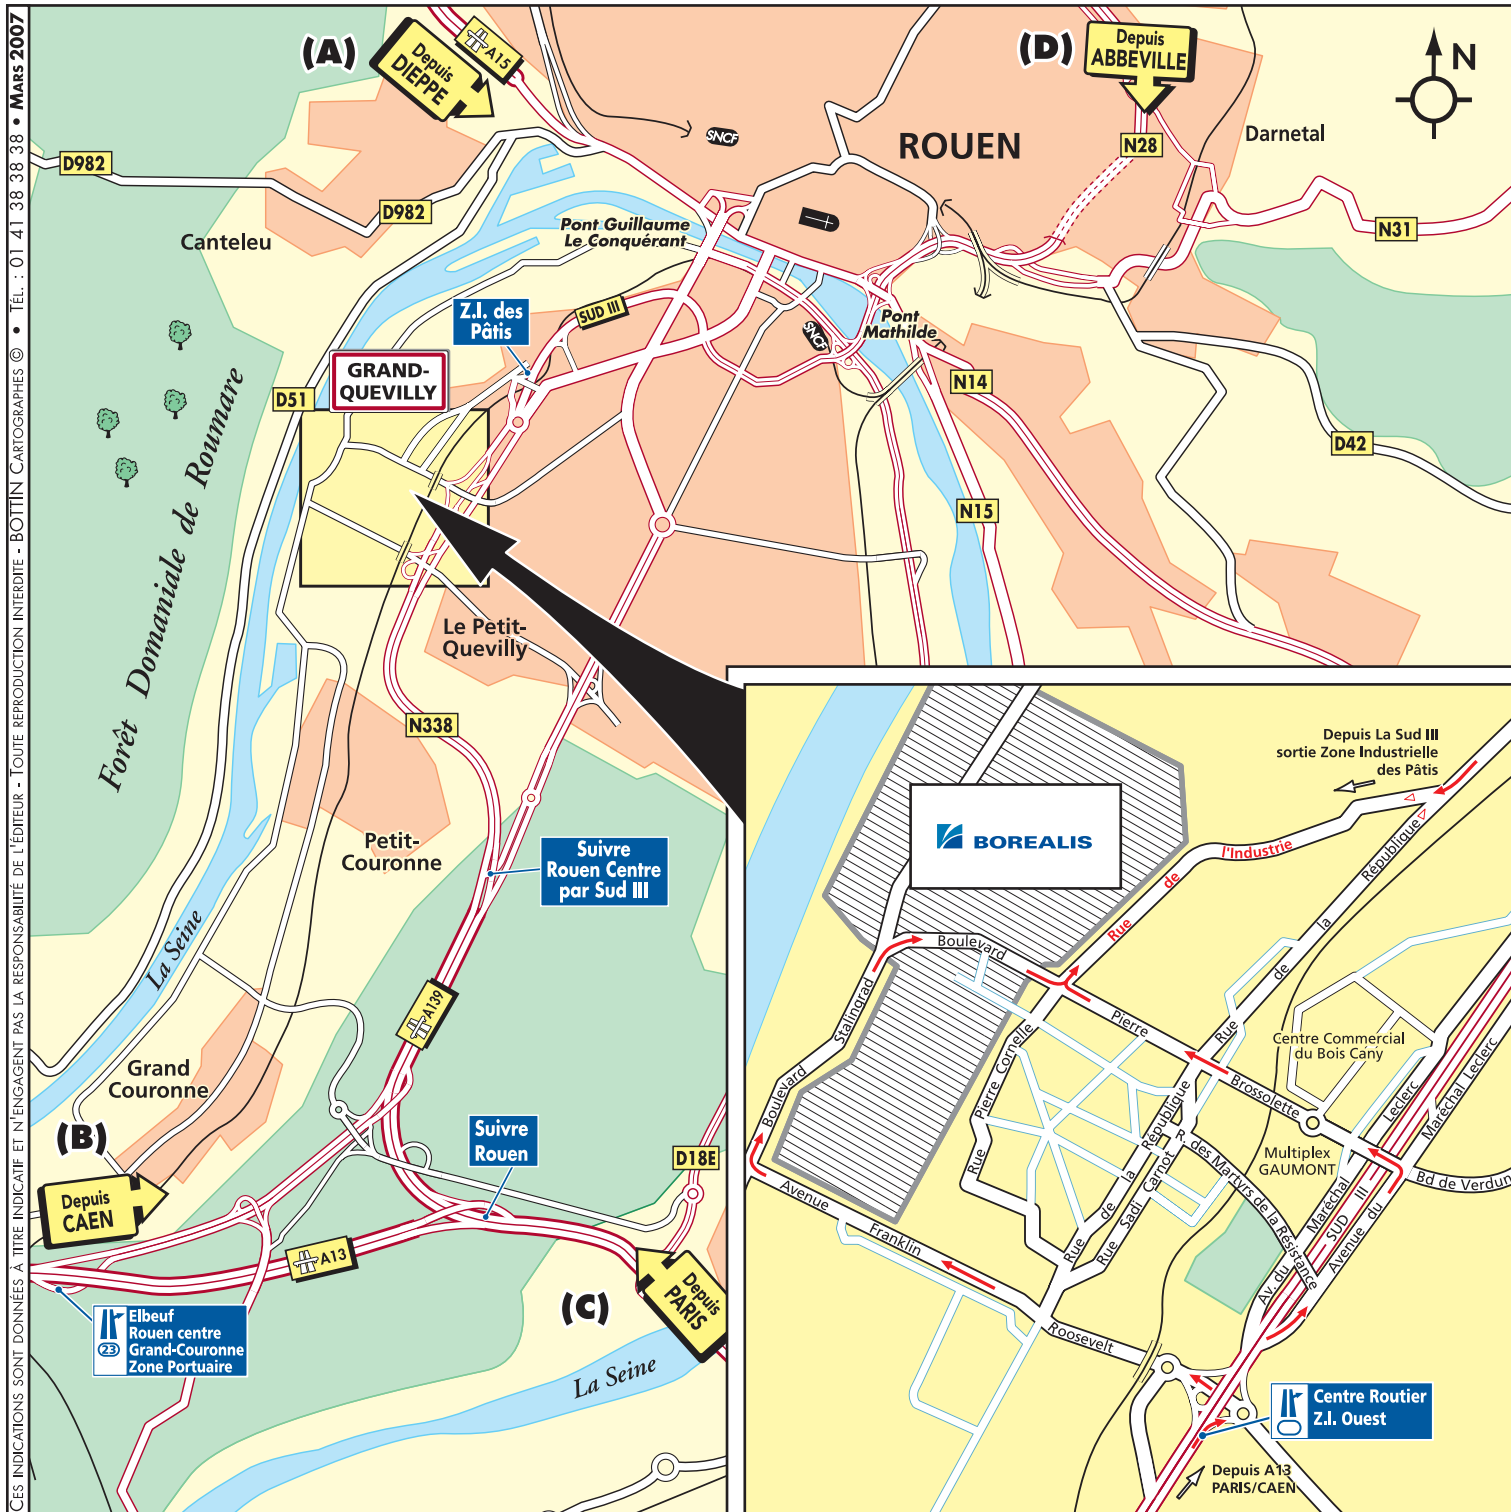 CES INDICATIONS SONT DONNÉES À TITRE INDICATIF ET N'ENGAGENT PAS LA RESPONSABILITÉ DE L'ÉDITEUR - TOUTE REPRODUCTION INTERDITE - BOTTIN CARTOGRAPHES © • TÉL. : 01 41 38 38 38 • MARS 2007
(A)
Depuis
DIEPPE
A15
(D)
Depuis
ABBEVILLE
N
SNCF
ROUEN
N28
Darnetal
D982
D982
Canteleu
Pont Guillaume
Le Conquérant
N31
Z.I. des
Pâtis
SUD III
SNCF
Pont
Mathilde
GRAND-
QUEVILLY
D51
N14
D42
N15
Forêt Domaniale de Roumare
Le Petit-
Quevilly
N338
Petit-
Couronne
Suivre
Rouen Centre
par Sud III
La Seine
A139
Grand
Couronne
(B)
Depuis
CAEN
Suivre
Rouen
D18E
A13
(C)
Depuis
PARIS
23
Elbeuf
Rouen centre
Grand-Couronne
Zone Portuaire
La Seine
Depuis La Sud III
sortie Zone Industrielle
des Pâtis
BOREALIS
Rue de l'Industrie
Rue de la République
Boulevard Pierre Brossolette
Boulevard Stalingrad
Rue Pierre Cornelle
Centre Commercial
du Bois Cany
Multiplex
GAUMONT
Leclerc
Maréchal Leclerc
Bd de Verdun
Rue de la République
Rue Sadi Carnot
R. des Martyrs de la Résistance
Av. du Maréchal
SUD III
Avenue du
Avenue Franklin Roosevelt
Centre Routier
Z.I. Ouest
Depuis A13
PARIS/CAEN